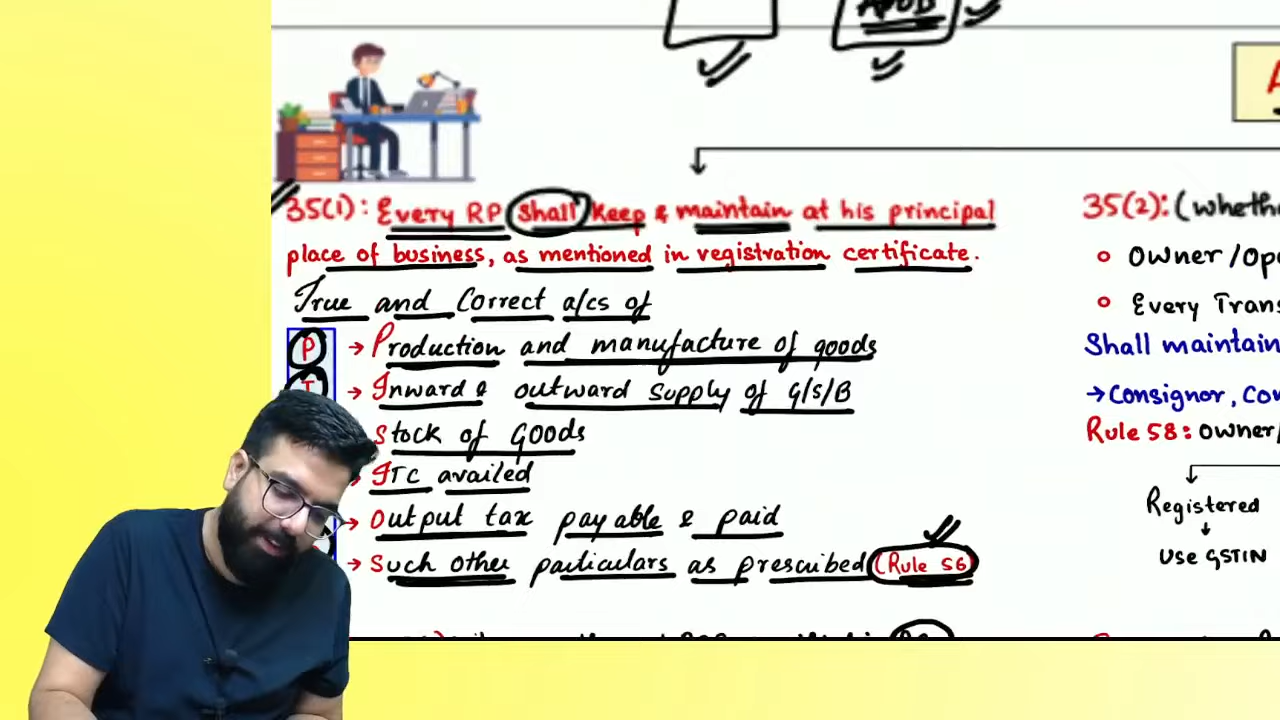 APOB
A
35(1): Every RP Shall Keep & maintain at his principal
place of business, as mentioned in registration certificate.
True and Correct a/cs of
P → Production and manufacture of goods
I → Inward & outward supply of G/S/B
Stock of goods
ITC availed
→ Output tax payable & paid
→ Such other particulars as prescribed (Rule 56)
35(2): (wheth
o Owner/Op
o Every Trans
Shall maintain
→ Consignor, Co
Rule 58: Owner/
Registered
Use GSTIN